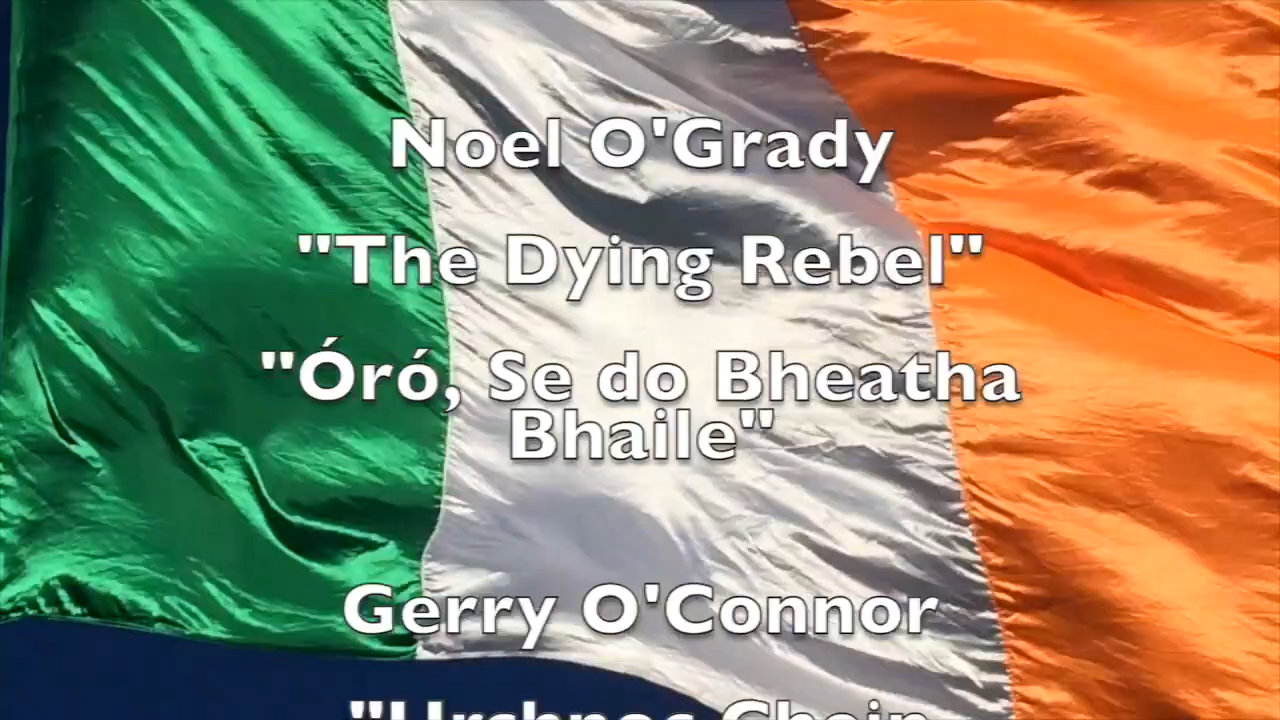 Noel O'Grady
"The Dying Rebel"
"Óró, Se do Bheatha
Bhaile"
Gerry O'Connor